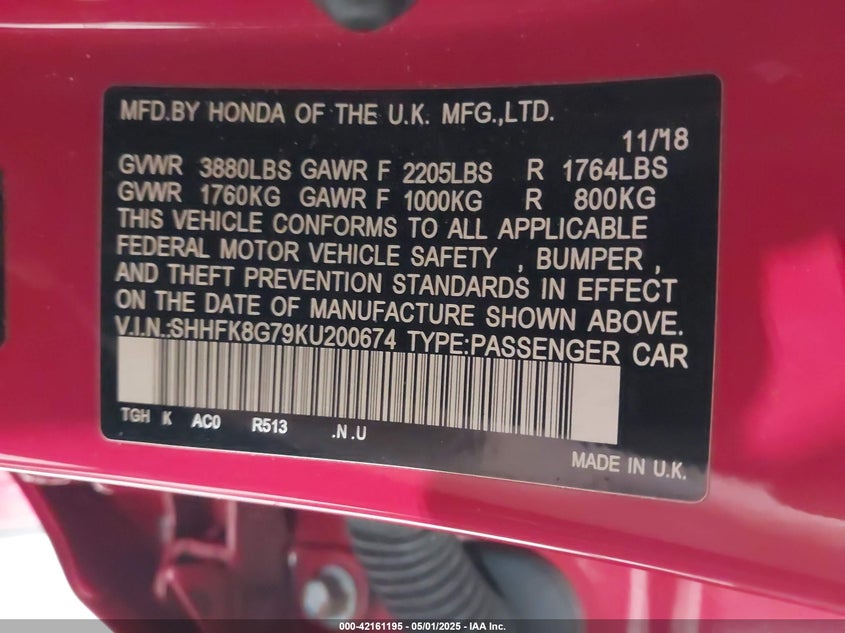 MFD.BY HONDA OF THE U.K. MFG.,LTD.
11/18
GVWR 3880LBS GAWR F 2205LBS R 1764LBS
GVWR 1760KG GAWR F 1000KG R 800KG
THIS VEHICLE CONFORMS TO ALL APPLICABLE
FEDERAL MOTOR VEHICLE SAFETY , BUMPER ,
AND THEFT PREVENTION STANDARDS IN EFFECT
ON THE DATE OF MANUFACTURE SHOWN ABOVE.
V.I.N.:SHHFK8G79KU200674 TYPE:PASSENGER CAR
TGH K AC0 R513 .N .U
MADE IN U.K.
000-42161195 - 05/01/2025 - IAA Inc.